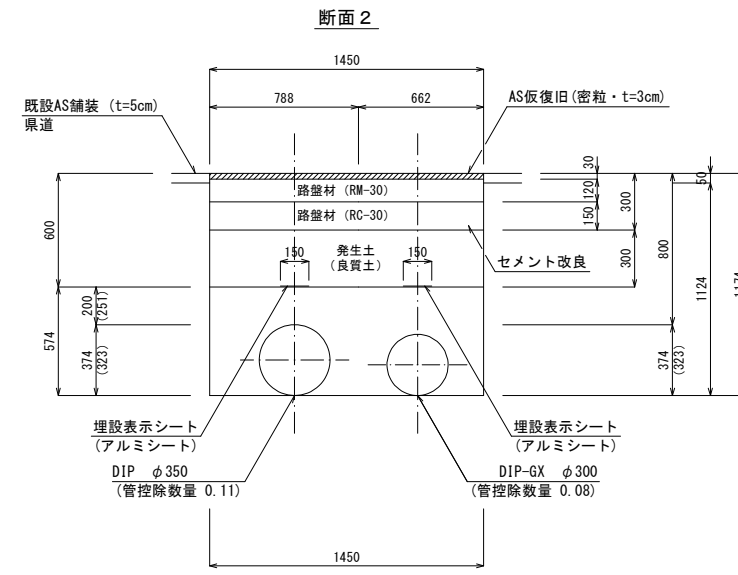 断面２
1450
788
662
既設AS舗装 (t=5cm)
県道
AS仮復旧(密粒・t=3cm)
30
50
路盤材 (RM-30)
120
路盤材 (RC-30)
150
300
600
800
発生土
(良質土)
150
150
セメント改良
300
1124
1174
200
(251)
574
374
(323)
374
(323)
埋設表示シート
(アルミシート)
埋設表示シート
(アルミシート)
DIP φ350
(管控除数量 0.11)
DIP-GX φ300
(管控除数量 0.08)
1450